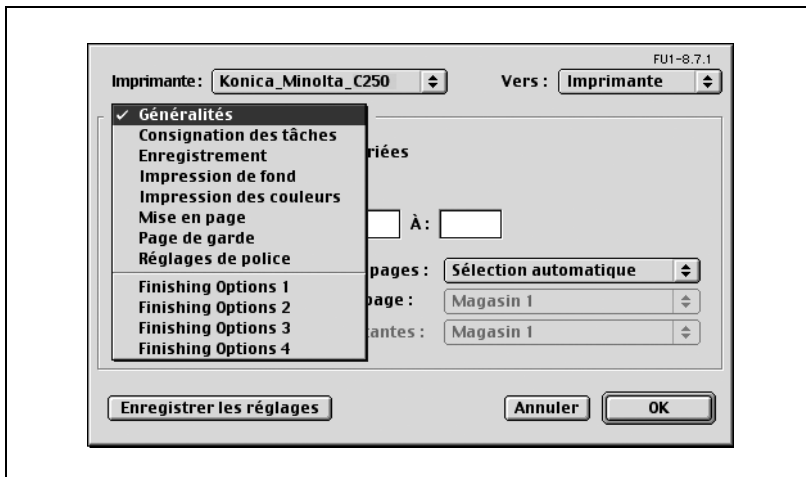 FU1-8.7.1
Imprimante: Konica_Minolta_C250 Vers: Imprimante
✓ Généralités
Consignation des tâches
Enregistrement
riées
Impression de fond
Impression des couleurs
Mise en page
À:
Page de garde
Réglages de police
pages: Sélection automatique
Finishing Options 1
Finishing Options 2
page: Magasin 1
Finishing Options 3
antes: Magasin 1
Finishing Options 4
Enregistrer les réglages Annuler OK